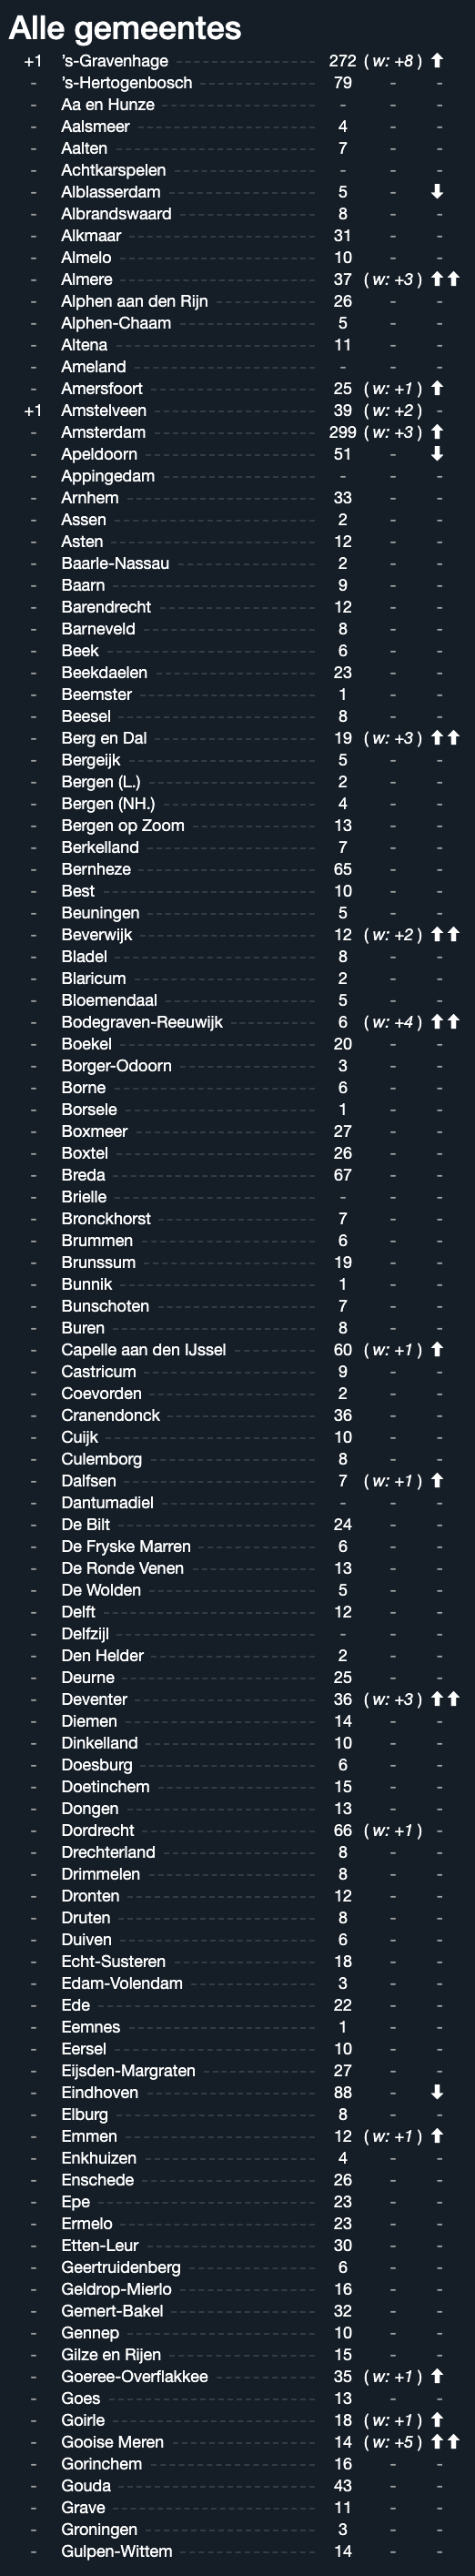 Alle gemeentes
+1 's-Gravenhage 272 ( w: +8 ) ⬆
- 's-Hertogenbosch 79 - -
- Aa en Hunze - - -
- Aalsmeer 4 - -
- Aalten 7 - -
- Achtkarspelen - - -
- Alblasserdam 5 - ⬇
- Albrandswaard 8 - -
- Alkmaar 31 - -
- Almelo 10 - -
- Almere 37 ( w: +3 ) ⬆⬆
- Alphen aan den Rijn 26 - -
- Alphen-Chaam 5 - -
- Altena 11 - -
- Ameland - - -
- Amersfoort 25 ( w: +1 ) ⬆
+1 Amstelveen 39 ( w: +2 ) -
- Amsterdam 299 ( w: +3 ) ⬆
- Apeldoorn 51 - ⬇
- Appingedam - - -
- Arnhem 33 - -
- Assen 2 - -
- Asten 12 - -
- Baarle-Nassau 2 - -
- Baarn 9 - -
- Barendrecht 12 - -
- Barneveld 8 - -
- Beek 6 - -
- Beekdaelen 23 - -
- Beemster 1 - -
- Beesel 8 - -
- Berg en Dal 19 ( w: +3 ) ⬆⬆
- Bergeijk 5 - -
- Bergen (L.) 2 - -
- Bergen (NH.) 4 - -
- Bergen op Zoom 13 - -
- Berkelland 7 - -
- Bernheze 65 - -
- Best 10 - -
- Beuningen 5 - -
- Beverwijk 12 ( w: +2 ) ⬆⬆
- Bladel 8 - -
- Blaricum 2 - -
- Bloemendaal 5 - -
- Bodegraven-Reeuwijk 6 ( w: +4 ) ⬆⬆
- Boekel 20 - -
- Borger-Odoorn 3 - -
- Borne 6 - -
- Borsele 1 - -
- Boxmeer 27 - -
- Boxtel 26 - -
- Breda 67 - -
- Brielle - - -
- Bronckhorst 7 - -
- Brummen 6 - -
- Brunssum 19 - -
- Bunnik 1 - -
- Bunschoten 7 - -
- Buren 8 - -
- Capelle aan den IJssel 60 ( w: +1 ) ⬆
- Castricum 9 - -
- Coevorden 2 - -
- Cranendonck 36 - -
- Cuijk 10 - -
- Culemborg 8 - -
- Dalfsen 7 ( w: +1 ) ⬆
- Dantumadiel - - -
- De Bilt 24 - -
- De Fryske Marren 6 - -
- De Ronde Venen 13 - -
- De Wolden 5 - -
- Delft 12 - -
- Delfzijl - - -
- Den Helder 2 - -
- Deurne 25 - -
- Deventer 36 ( w: +3 ) ⬆⬆
- Diemen 14 - -
- Dinkelland 10 - -
- Doesburg 6 - -
- Doetinchem 15 - -
- Dongen 13 - -
- Dordrecht 66 ( w: +1 ) -
- Drechterland 8 - -
- Drimmelen 8 - -
- Dronten 12 - -
- Druten 8 - -
- Duiven 6 - -
- Echt-Susteren 18 - -
- Edam-Volendam 3 - -
- Ede 22 - -
- Eemnes 1 - -
- Eersel 10 - -
- Eijsden-Margraten 27 - -
- Eindhoven 88 - ⬇
- Elburg 8 - -
- Emmen 12 ( w: +1 ) ⬆
- Enkhuizen 4 - -
- Enschede 26 - -
- Epe 23 - -
- Ermelo 23 - -
- Etten-Leur 30 - -
- Geertruidenberg 6 - -
- Geldrop-Mierlo 16 - -
- Gemert-Bakel 32 - -
- Gennep 10 - -
- Gilze en Rijen 15 - -
- Goeree-Overflakkee 35 ( w: +1 ) ⬆
- Goes 13 - -
- Goirle 18 ( w: +1 ) ⬆
- Gooise Meren 14 ( w: +5 ) ⬆⬆
- Gorinchem 16 - -
- Gouda 43 - -
- Grave 11 - -
- Groningen 3 - -
- Gulpen-Wittem 14 - -